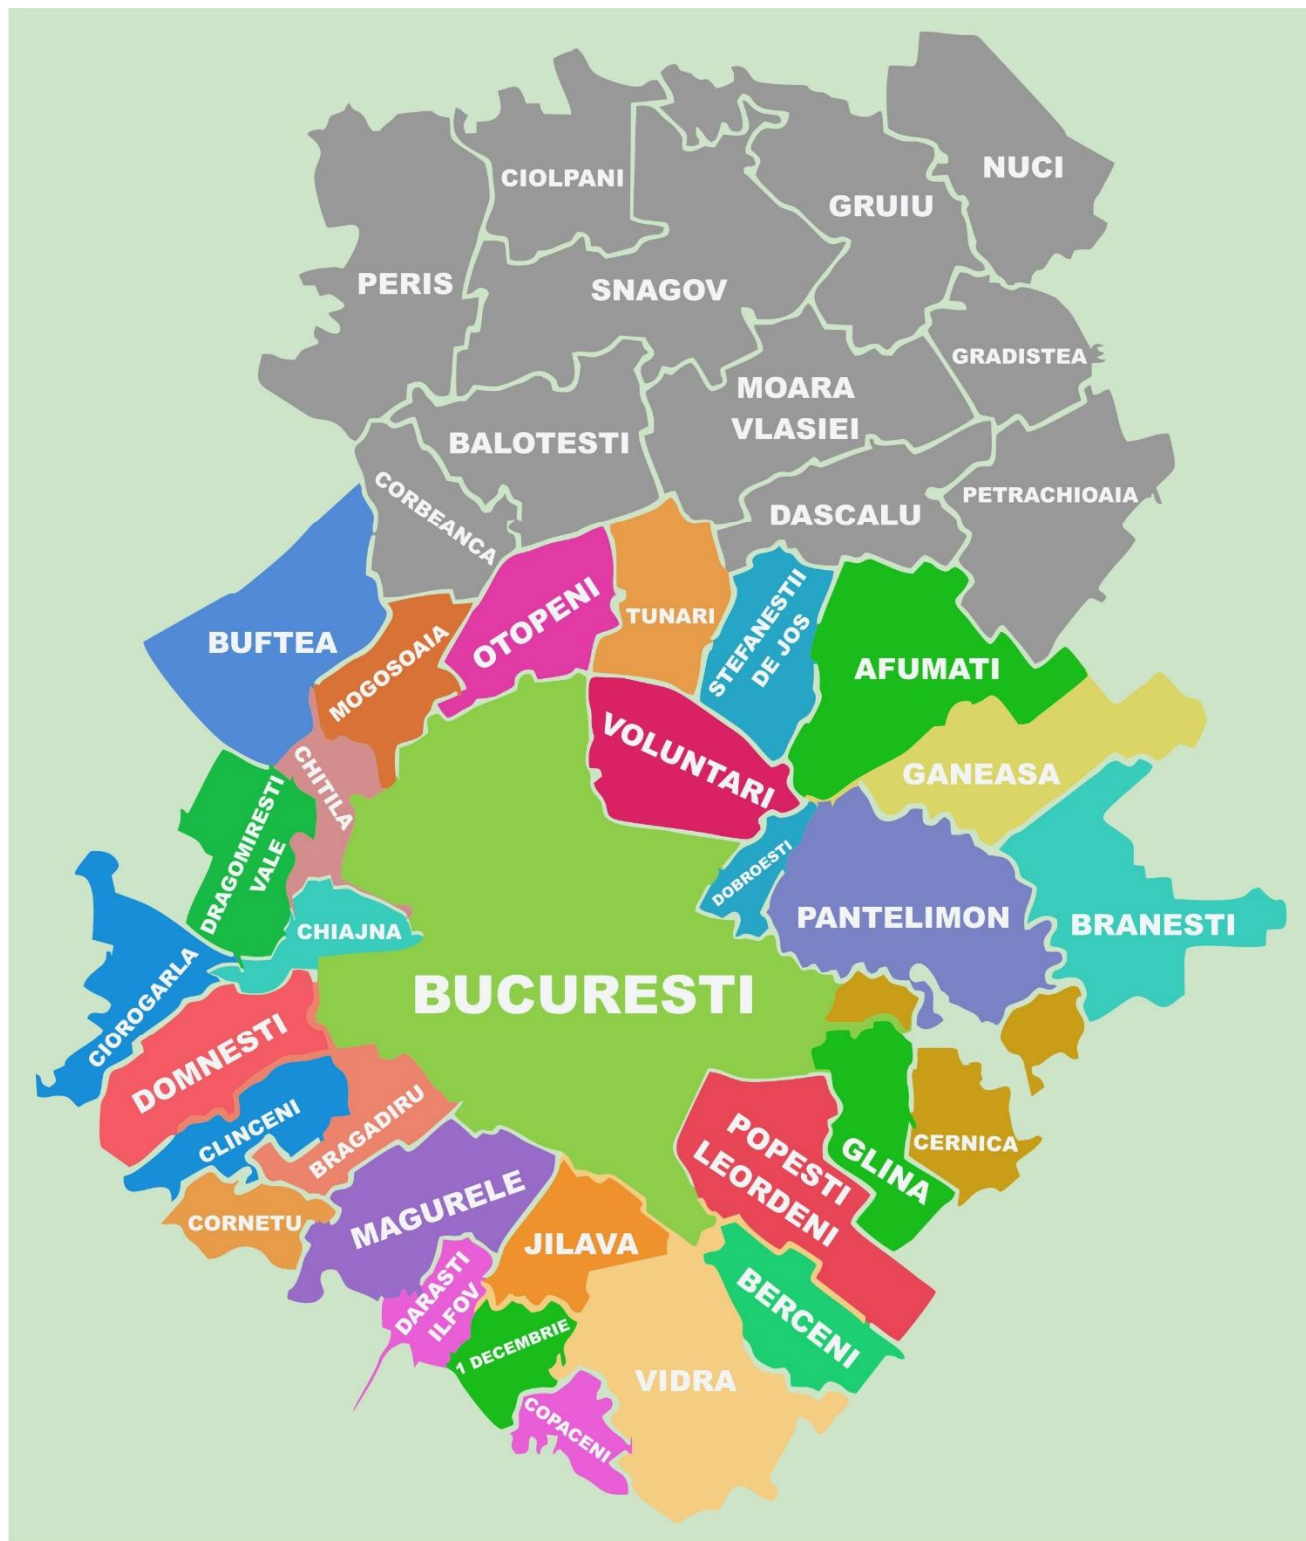 NUCI
CIOLPANI
GRUIU
PERIS
SNAGOV
GRADISTEA
MOARA
VLASIEI
BALOTESTI
CORBEANCA
PETRACHIOAIA
DASCALU
OTOPENI
TUNARI
STEFANESTII
DE JOS
BUFTEA
MOGOSOAIA
AFUMATI
VOLUNTARI
GANEASA
CHITILA
DRAGOMIRESTI
VALE
DOBROESTI
PANTELIMON
BRANESTI
CHIAJNA
BUCURESTI
CIOROGARLA
DOMNESTI
CLINCENI
BRAGADIRU
POPESTI
LEORDENI
GLINA
CERNICA
CORNETU
MAGURELE
JILAVA
DARASTI
ILFOV
BERCENI
1 DECEMBRIE
VIDRA
COPACENI